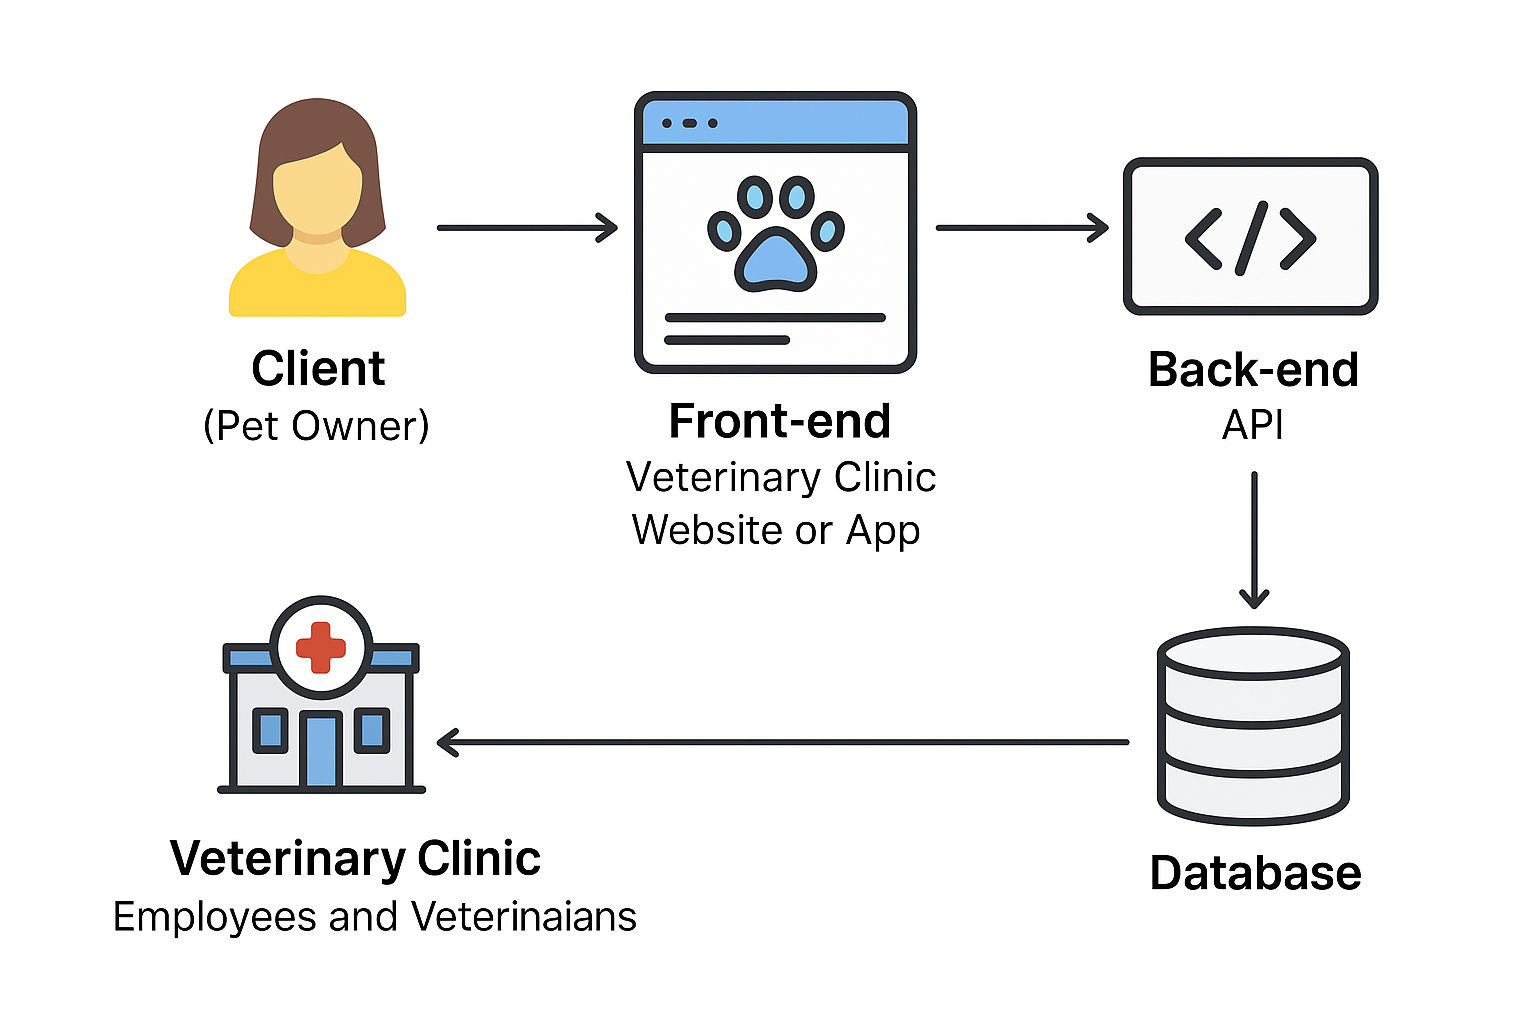 Client
(Pet Owner)
Front-end
Veterinary Clinic
Website or App
Back-end
API
Veterinary Clinic
Employees and Veterinaians
Database